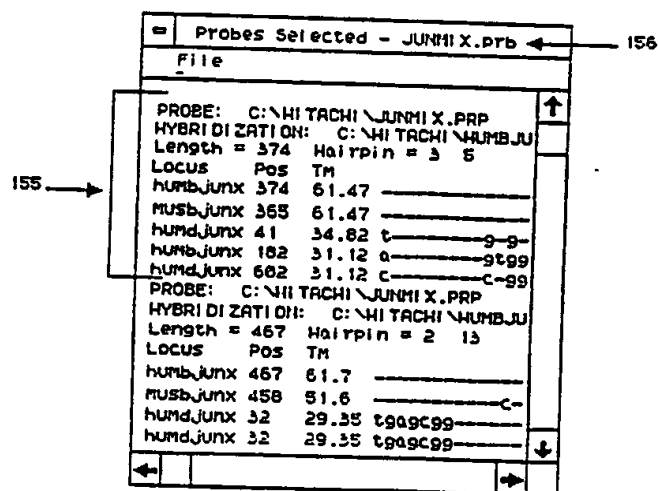 Probes Selected - JUNMIX.prb
156
File
155
PROBE: C:\HITACHI\JUNMIX.PRP
HYBRIDIZATION: C:\HITACHI\HUMBJU
Length = 374 Hairpin = 3 5
Locus Pos TM
humbjunx 374 61.47 ----------------
musbjunx 365 61.47 ----------------
humdjunx 41 34.82 t------------g-g-
humbjunx 182 31.12 a------------gtgg
humdjunx 602 31.12 c------------c-gg
PROBE: C:\HITACHI\JUNMIX.PRP
HYBRIDIZATION: C:\HITACHI\HUMBJU
Length = 467 Hairpin = 2 13
Locus Pos TM
humbjunx 467 61.7 ----------------
musbjunx 458 51.6 --------------c-
humdjunx 32 29.35 tgagcgg---------
humdjunx 32 29.35 tgagcgg---------